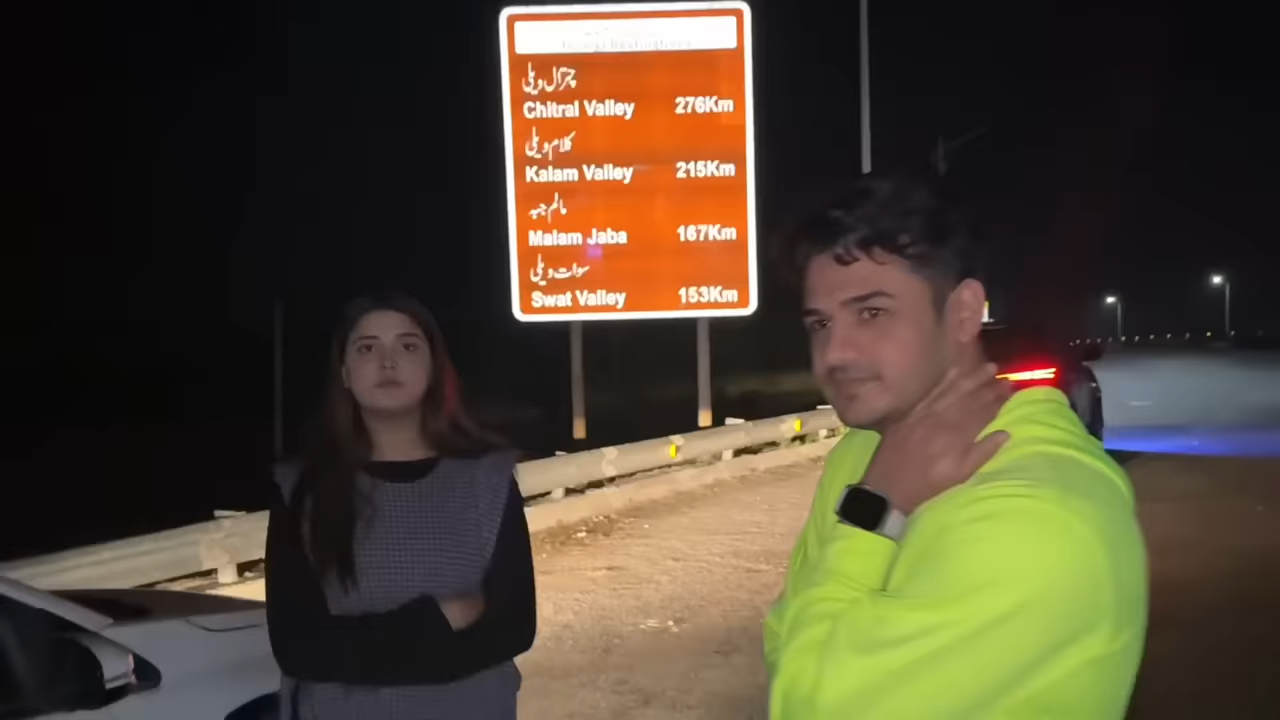 چترال ویلی
Chitral Valley 276Km
کلام ویلی
Kalam Valley 215Km
مالم جبہ
Malam Jaba 167Km
سوات ویلی
Swat Valley 153Km